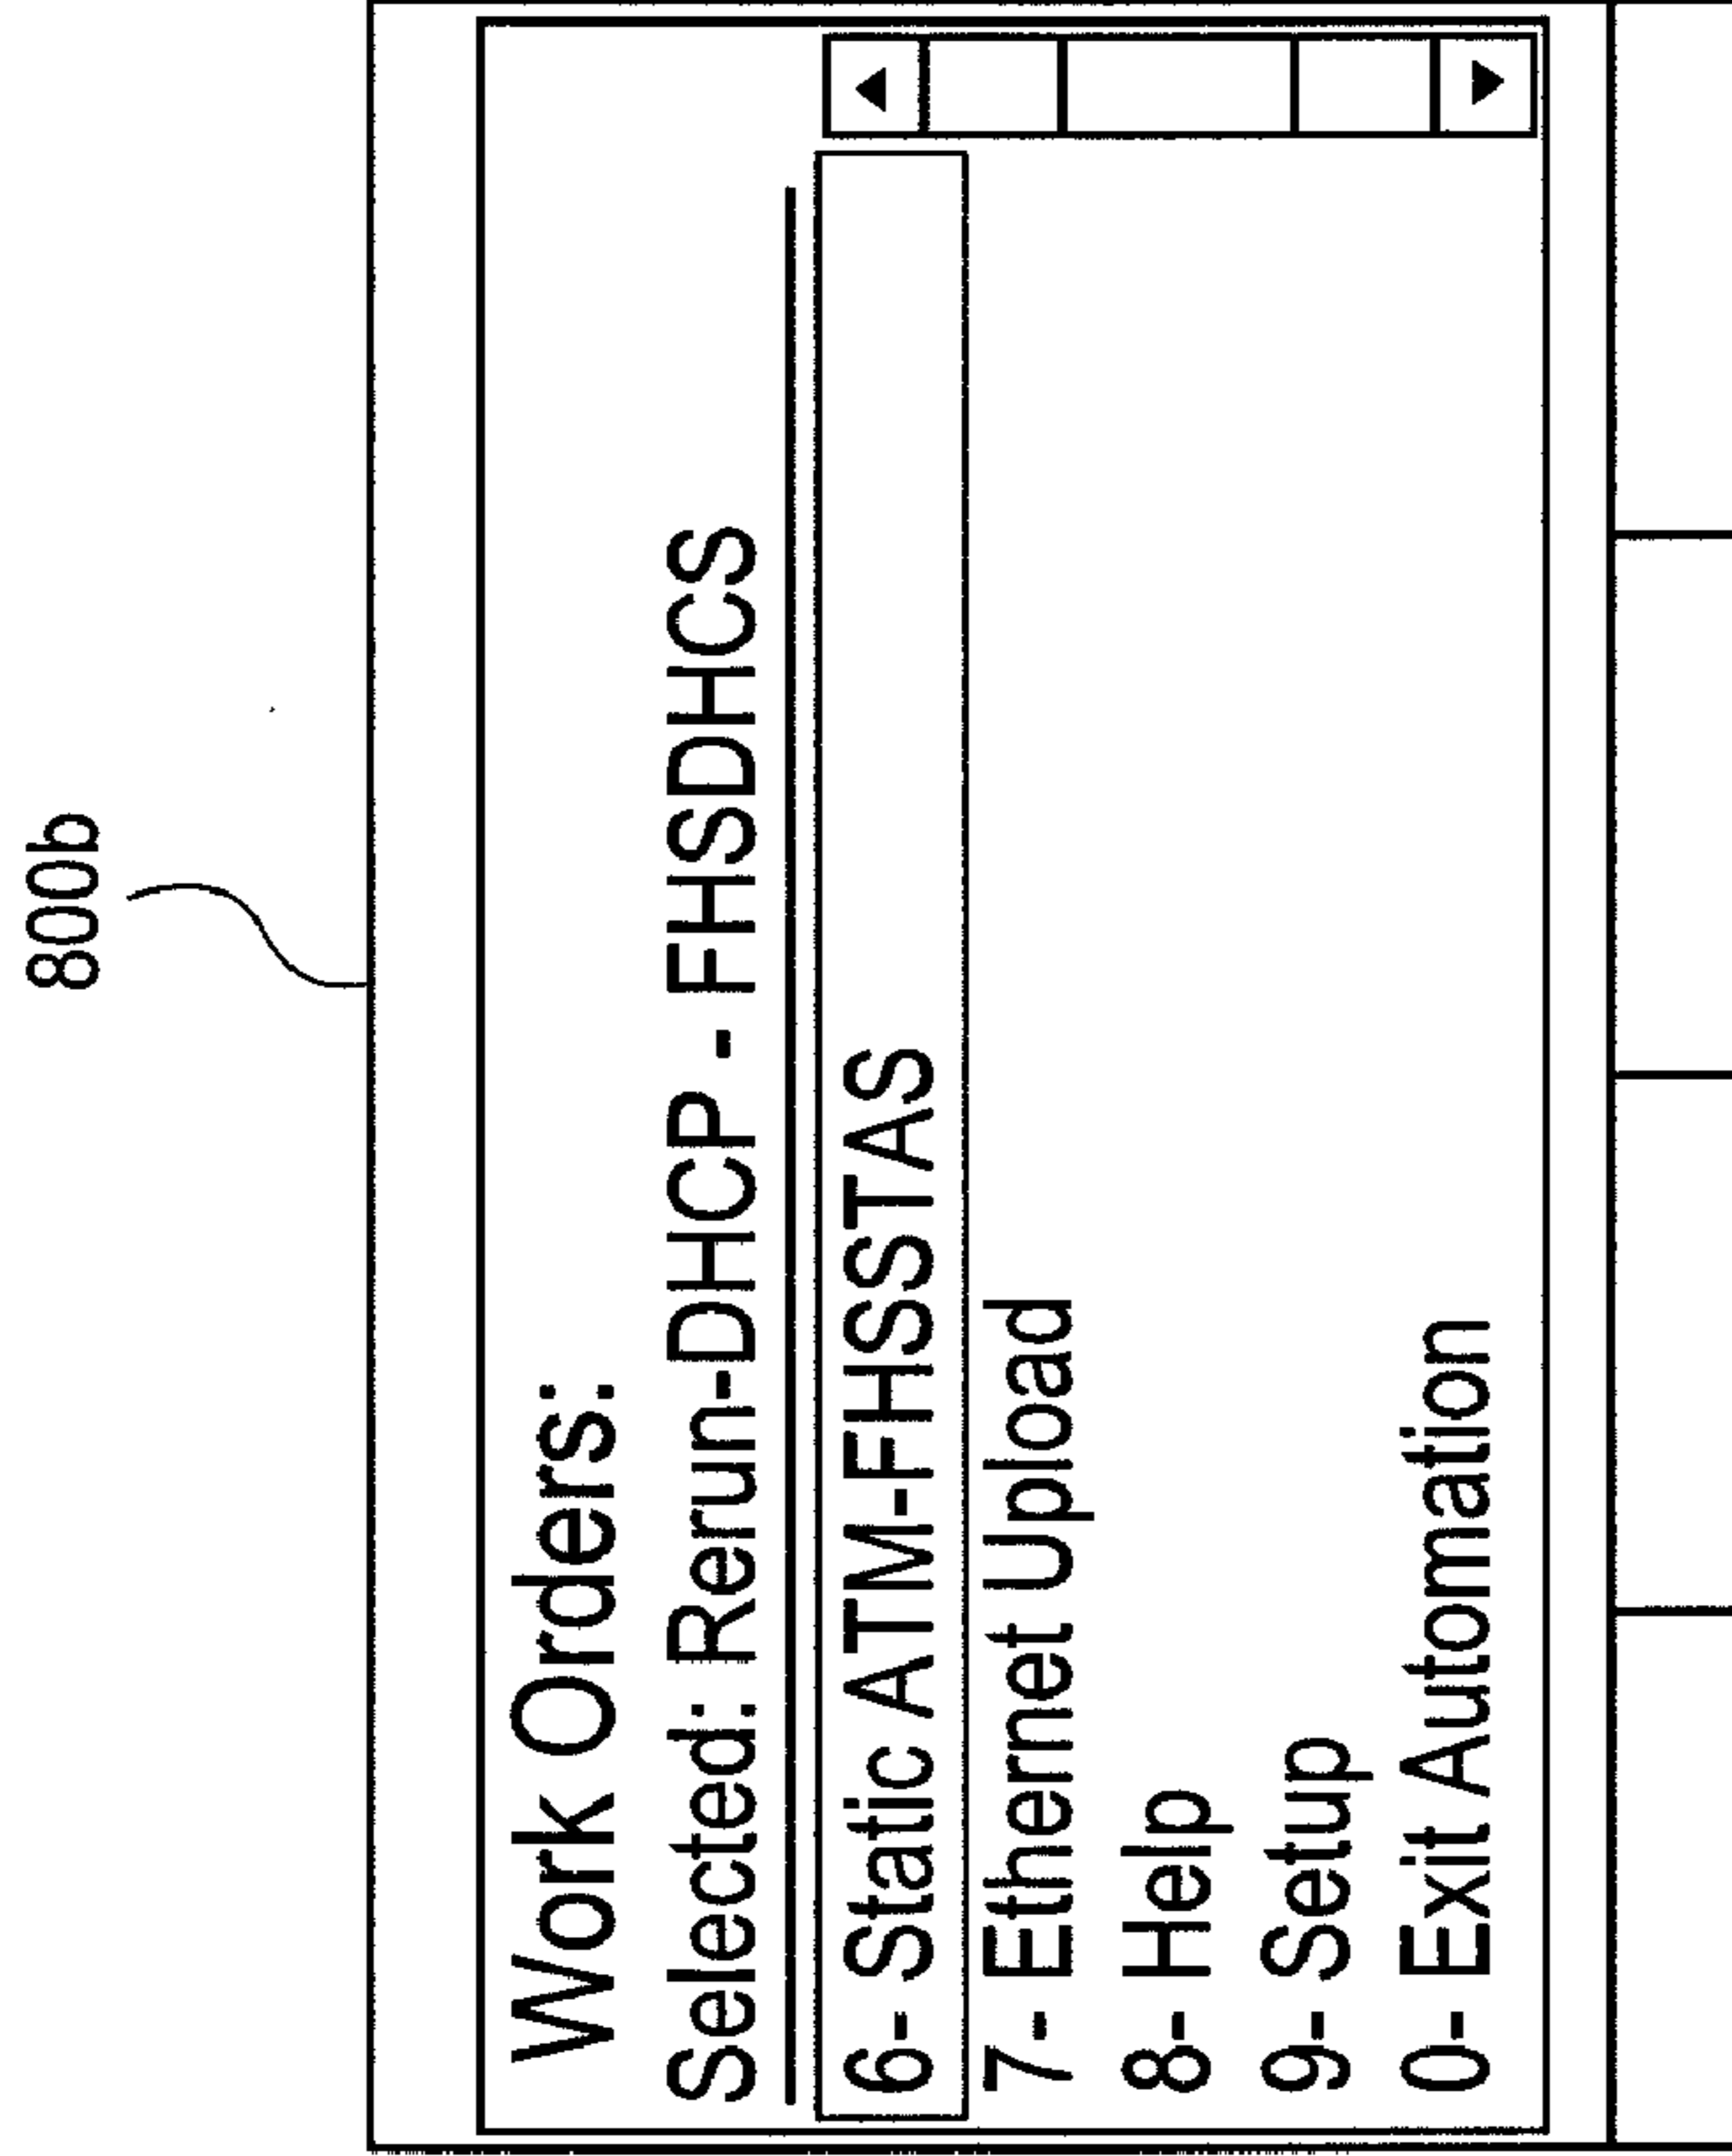 800b
Work Orders:
Selected: Rerun-DHCP - FHSDHCS
6- Static ATM-FHSSTAS
7- Ethernet Upload
8- Help
9- Setup
0- Exit Automation